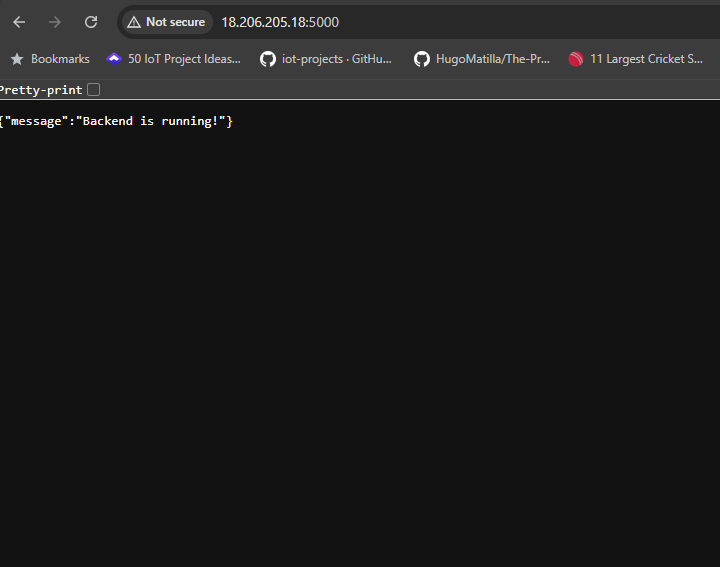 Not secure 18.206.205.18:5000
Bookmarks 50 IoT Project Ideas... iot-projects · GitHu... HugoMatilla/The-Pr... 11 Largest Cricket S...
Pretty-print
{"message":"Backend is running!"}